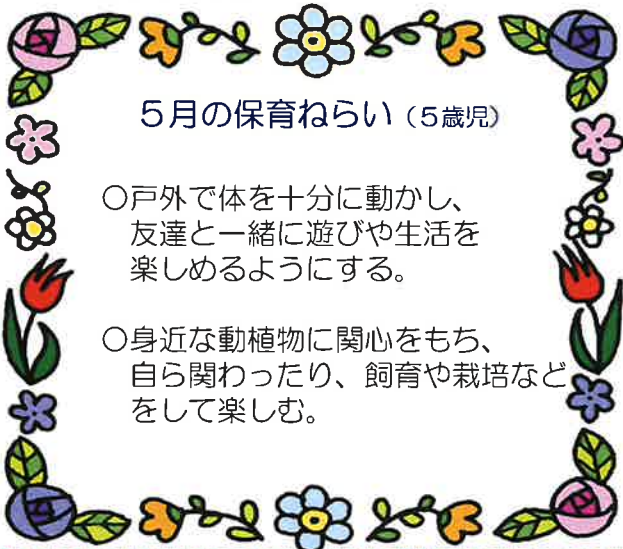 ５月の保育ねらい（５歳児）
〇戸外で体を十分に動かし、
友達と一緒に遊びや生活を
楽しめるようにする。
〇身近な動植物に関心をもち、
自ら関わったり、飼育や栽培など
をして楽しむ。